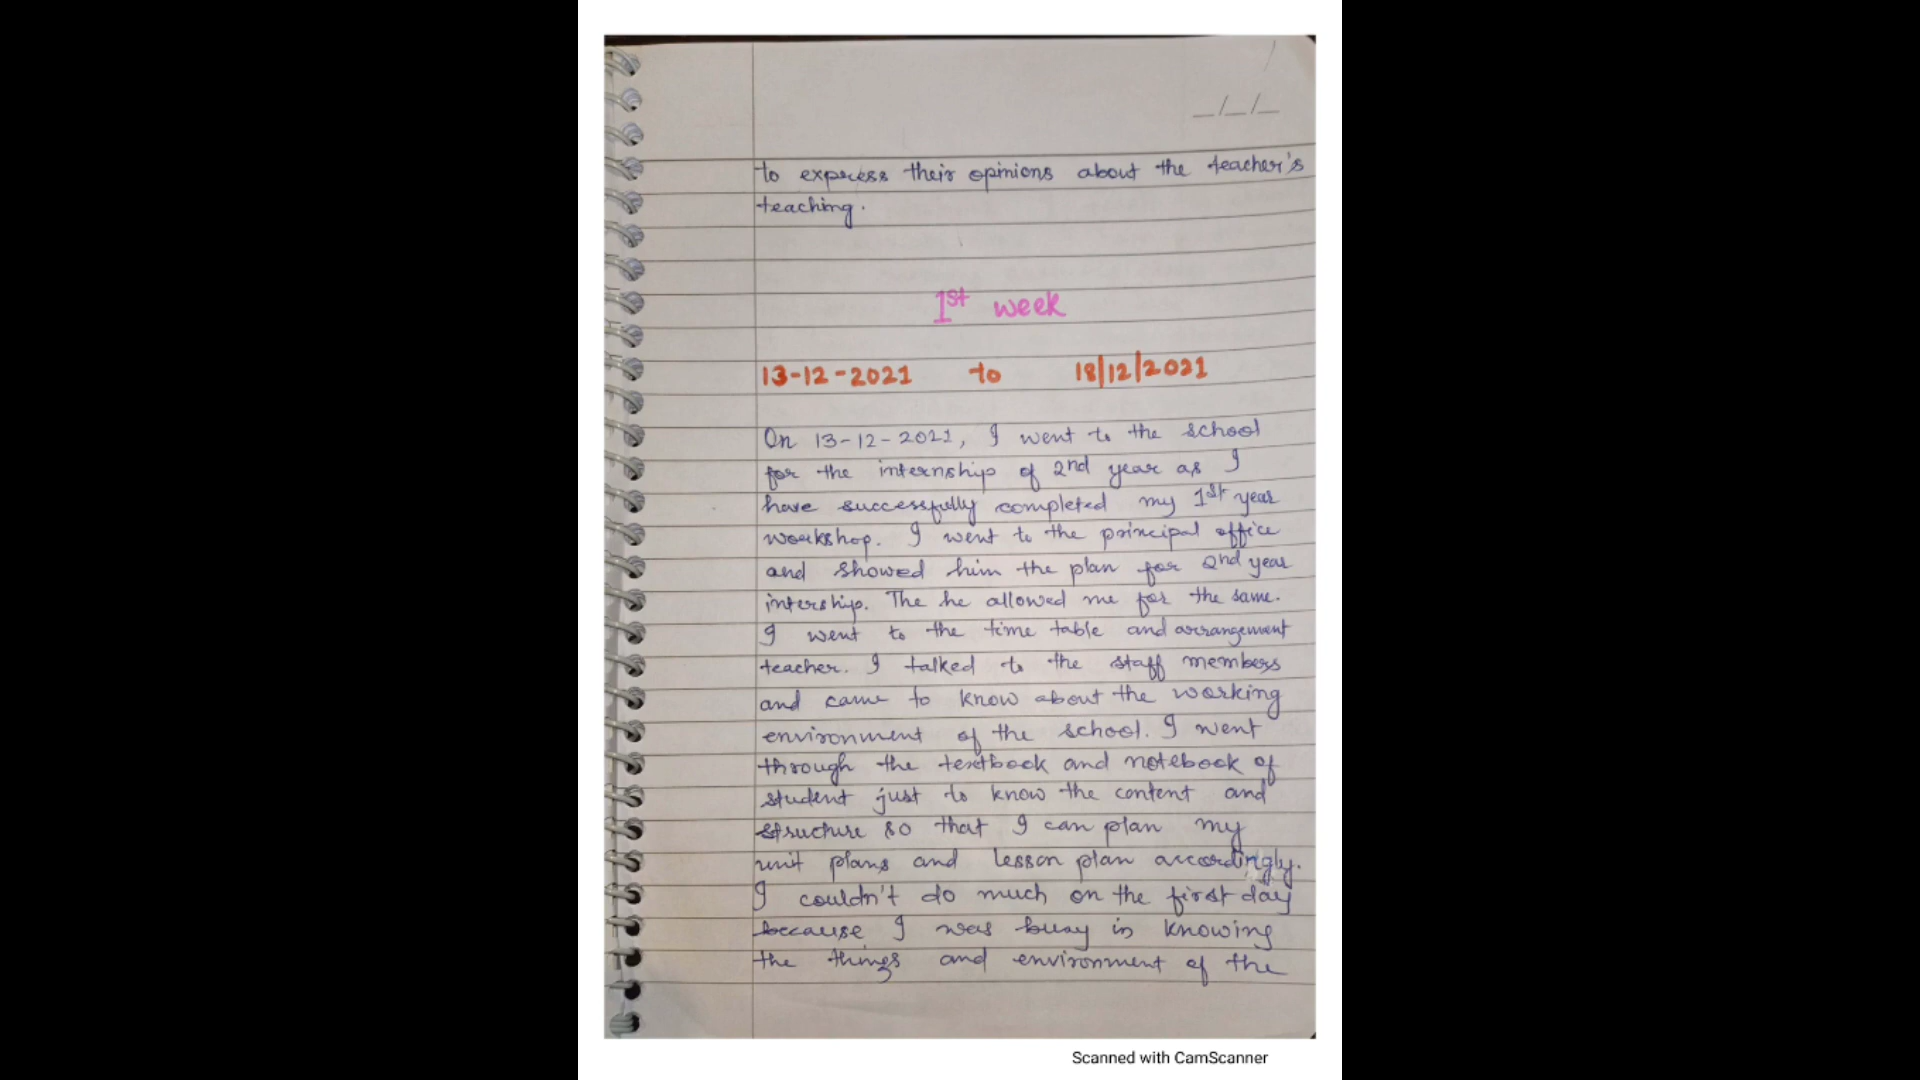 to express their opinions about the teacher's
teaching.
1st week
13-12-2021 to 18/12/2021
On 13-12-2021, I went to the school
for the internship of 2nd year as I
have successfully completed my 1st year
workshop. I went to the principal office
and showed him the plan for 2nd year
intership. The he allowed me for the same.
I went to the time table and arrangement
teacher. I talked to the staff members
and came to know about the working
environment of the school. I went
through the textbook and notebook of
student just to know the content and
structure so that I can plan my
unit plans and lesson plan accordingly.
I couldn't do much on the first day
because I was busy in knowing
the things and environment of the
Scanned with CamScanner